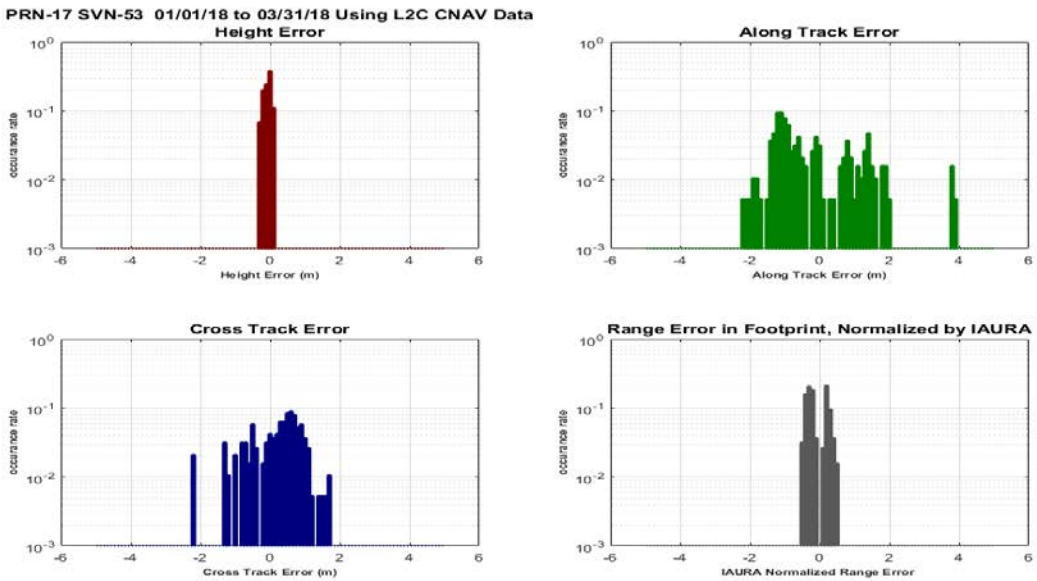 PRN-17 SVN-53 01/01/18 to 03/31/18 Using L2C CNAV Data
Height Error
10^0
10^-1
10^-2
10^-3
occurance rate
-6 -4 -2 0 2 4 6
Height Error (m)
Along Track Error
10^0
10^-1
10^-2
10^-3
occurance rate
-6 -4 -2 0 2 4 6
Along Track Error (m)
Cross Track Error
10^0
10^-1
10^-2
10^-3
occurance rate
-6 -4 -2 0 2 4 6
Cross Track Error (m)
Range Error in Footprint, Normalized by IAURA
10^0
10^-1
10^-2
10^-3
occurance rate
-6 -4 -2 0 2 4 6
IAURA Normalized Range Error